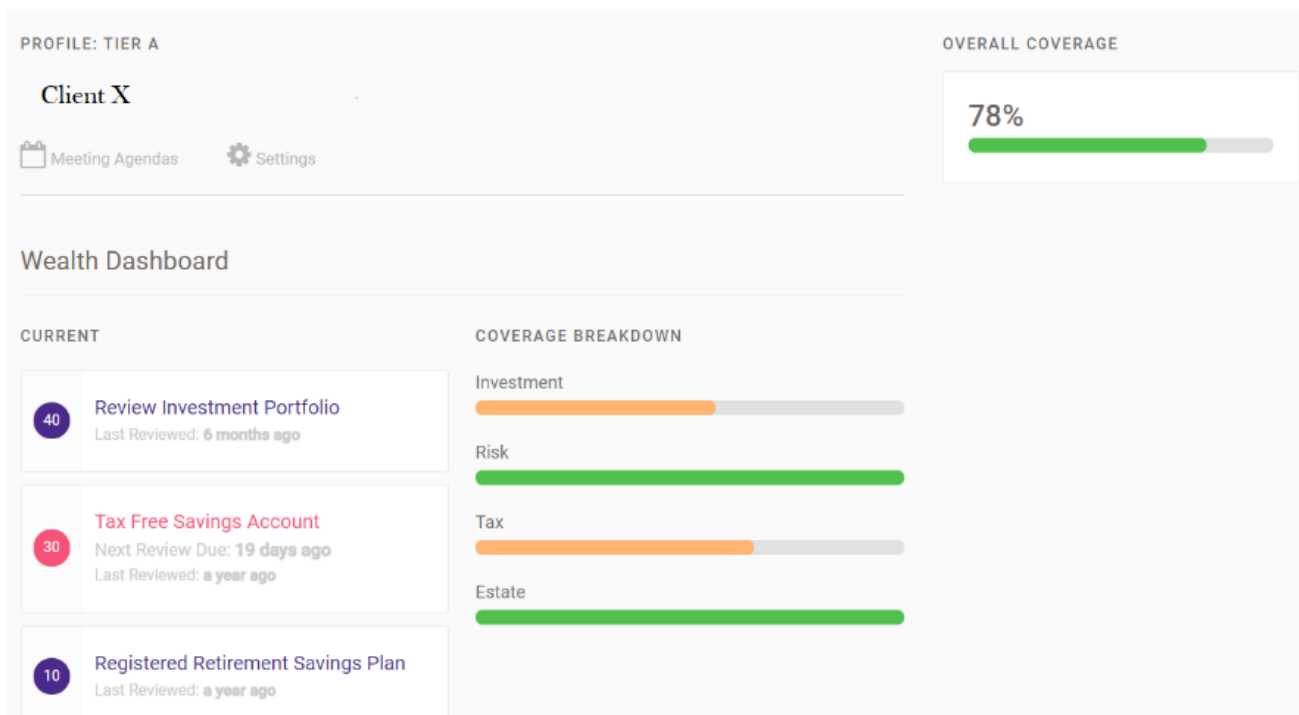 PROFILE: TIER A
Client X
Meeting Agendas
Settings
OVERALL COVERAGE
78%
Wealth Dashboard
CURRENT
40
Review Investment Portfolio
Last Reviewed: 6 months ago
30
Tax Free Savings Account
Next Review Due: 19 days ago
Last Reviewed: a year ago
10
Registered Retirement Savings Plan
Last Reviewed: a year ago
COVERAGE BREAKDOWN
Investment
Risk
Tax
Estate